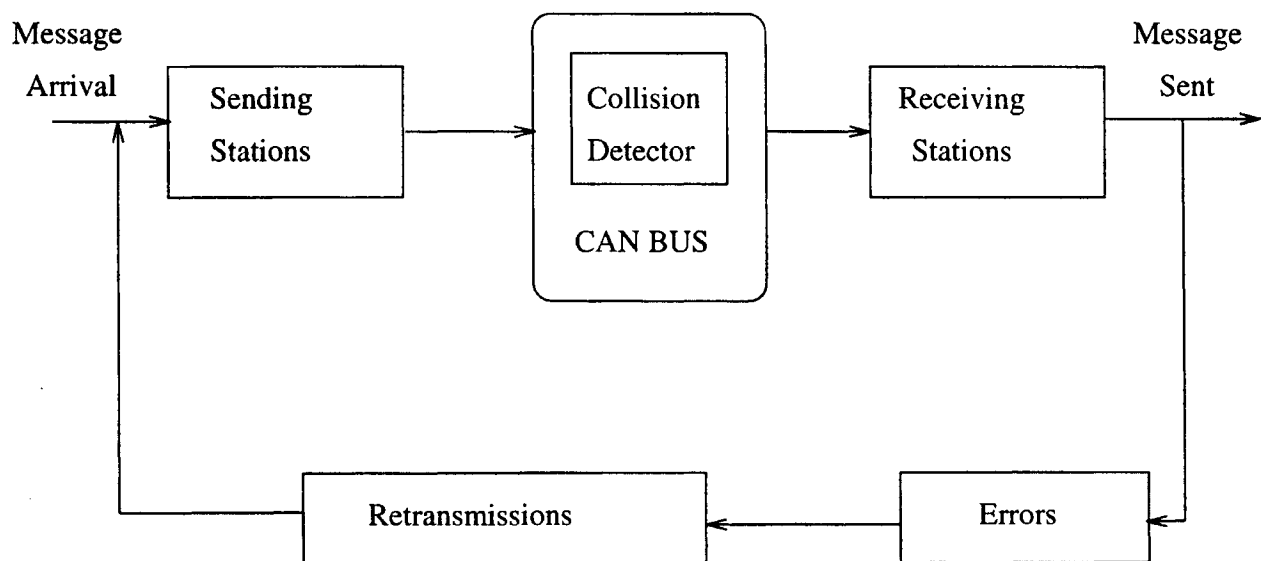 Message
Arrival
Sending
Stations
Collision
Detector
CAN BUS
Receiving
Stations
Message
Sent
Retransmissions
Errors